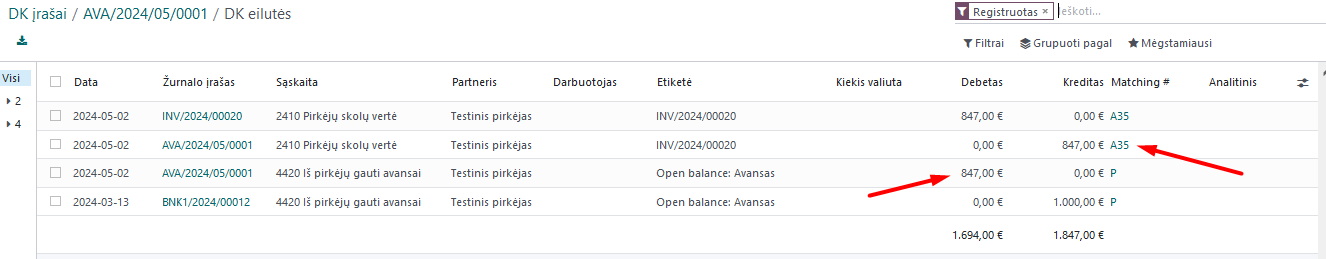 DK įrašai / AVA/2024/05/0001 / DK eilutės
Registruotas × Ieškoti...
Filtrai Grupuoti pagal Mėgstamiausi
Visi
2
4
Data Žurnalo įrašas Sąskaita Partneris Darbuotojas Etiketė Kiekis valiuta Debetas Kreditas Matching # Analitinis
2024-05-02 INV/2024/00020 2410 Pirkėjų skolų vertė Testinis pirkėjas INV/2024/00020 847,00 € 0,00 € A35
2024-05-02 AVA/2024/05/0001 2410 Pirkėjų skolų vertė Testinis pirkėjas INV/2024/00020 0,00 € 847,00 € A35
2024-05-02 AVA/2024/05/0001 4420 Iš pirkėjų gauti avansai Testinis pirkėjas Open balance: Avansas 847,00 € 0,00 € P
2024-03-13 BNK1/2024/00012 4420 Iš pirkėjų gauti avansai Testinis pirkėjas Open balance: Avansas 0,00 € 1.000,00 € P
1.694,00 € 1.847,00 €